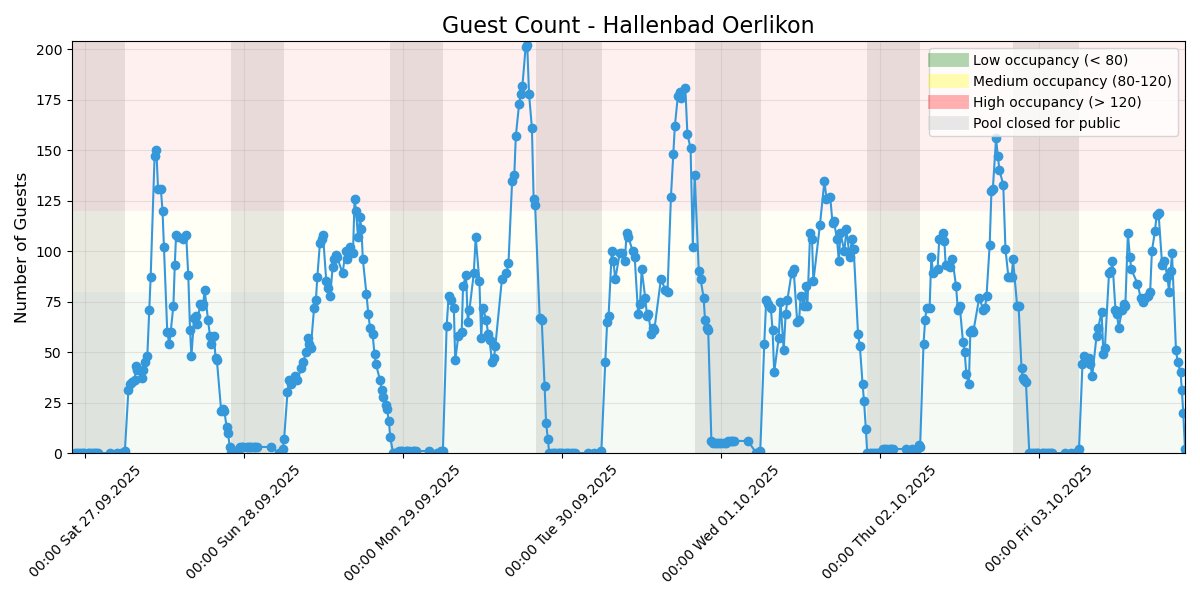 Guest Count - Hallenbad Oerlikon
Number of Guests
200
175
150
125
100
75
50
25
0
Low occupancy (< 80)
Medium occupancy (80-120)
High occupancy (> 120)
Pool closed for public
00:00 Sat 27.09.2025
00:00 Sun 28.09.2025
00:00 Mon 29.09.2025
00:00 Tue 30.09.2025
00:00 Wed 01.10.2025
00:00 Thu 02.10.2025
00:00 Fri 03.10.2025